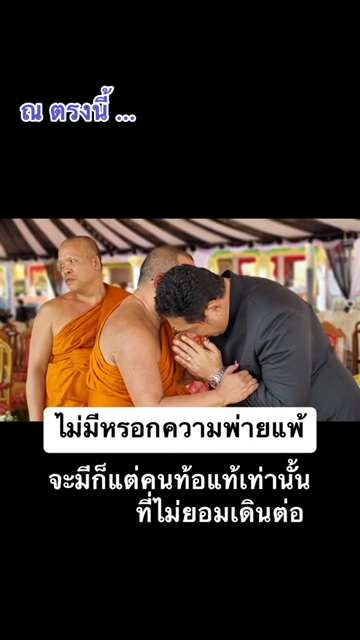 ณ ตรงนี้ ...
ไม่มีหรอกความพ่ายแพ้
จะมีก็แต่คนท้อแท้เท่านั้น
ที่ไม่ยอมเดินต่อ